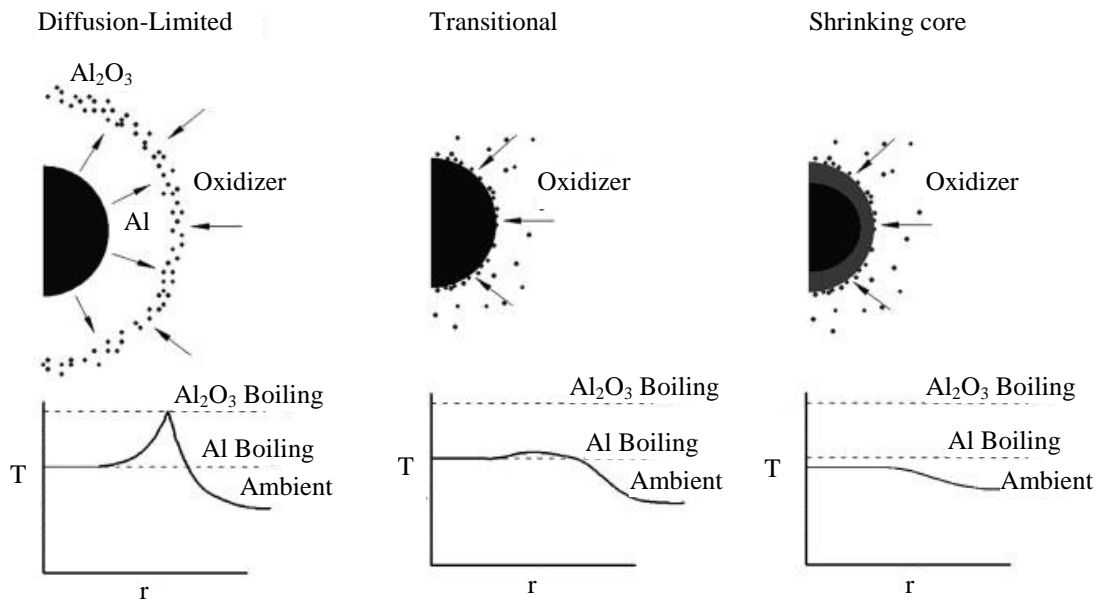 Diffusion-Limited
Transitional
Shrinking core
Al₂O₃
Oxidizer
Al
Oxidizer
Oxidizer
Al₂O₃ Boiling
Al Boiling
Ambient
T
r
Al₂O₃ Boiling
Al Boiling
Ambient
T
r
Al₂O₃ Boiling
Al Boiling
Ambient
T
r